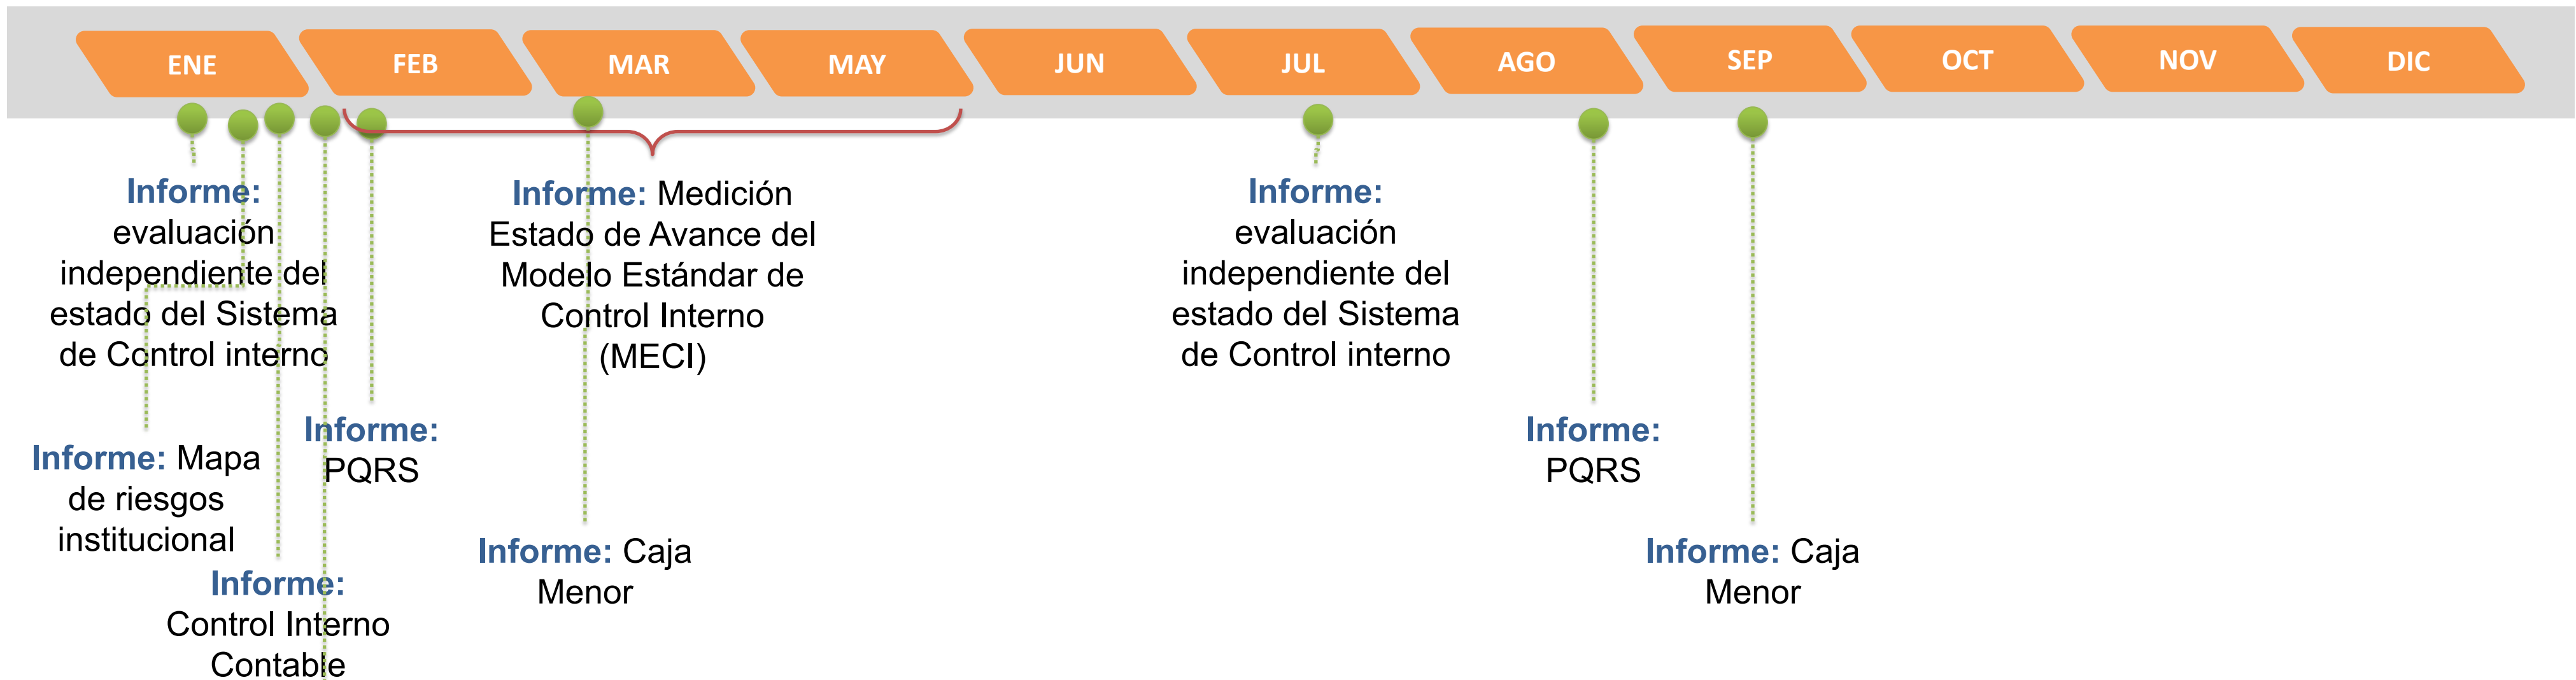 ENE
FEB
MAR
MAY
JUN
JUL
AGO
SEP
OCT
NOV
DIC
Informe:
evaluación
independiente del
estado del Sistema
de Control interno
Informe: Medición
Estado de Avance del
Modelo Estándar de
Control Interno
(MECI)
Informe:
evaluación
independiente del
estado del Sistema
de Control interno
Informe:
PQRS
Informe:
PQRS
Informe: Mapa
de riesgos
institucional
Informe: Caja
Menor
Informe: Caja
Menor
Informe:
Control Interno
Contable